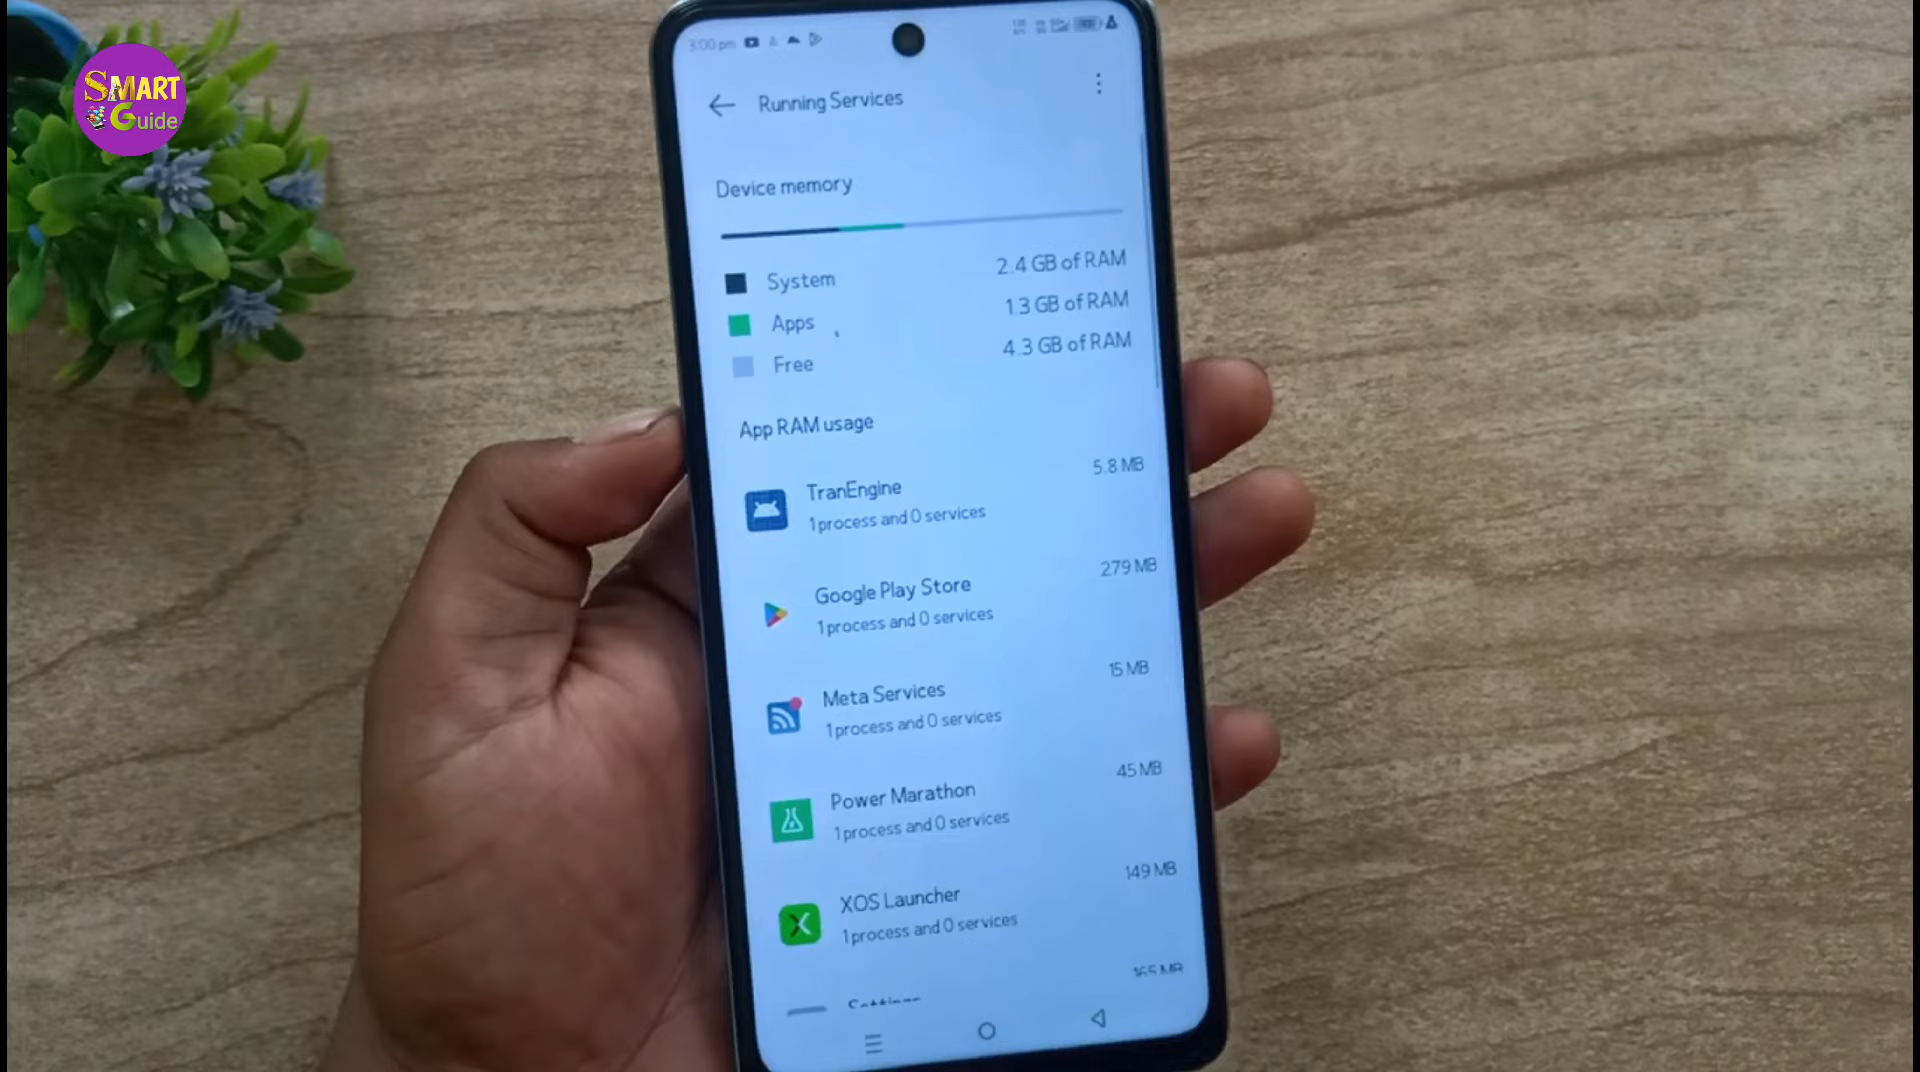 SMART
Guide
3:00 pm
Running Services
Device memory
System 2.4 GB of RAM
Apps 1.3 GB of RAM
Free 4.3 GB of RAM
App RAM usage
TranEngine 5.8 MB
1 process and 0 services
Google Play Store 279 MB
1 process and 0 services
Meta Services 15 MB
1 process and 0 services
Power Marathon 45 MB
1 process and 0 services
XOS Launcher 149 MB
1 process and 0 services
Settings 165 MB